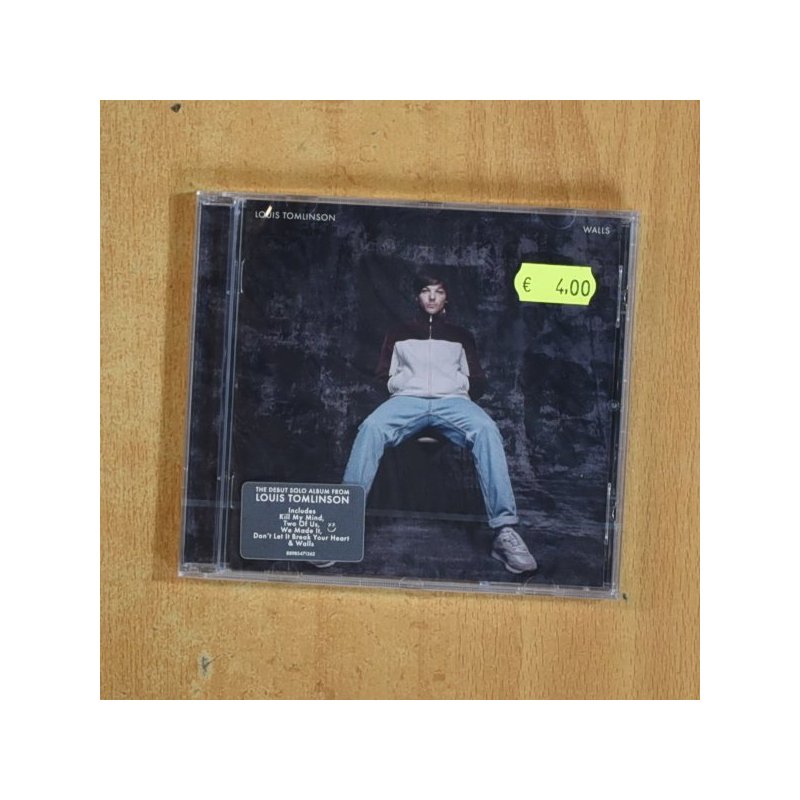 LOUIS TOMLINSON
WALLS
€ 4,00
THE DEBUT SOLO ALBUM FROM
LOUIS TOMLINSON
Includes
Kill My Mind,
Two Of Us,
We Made It,
Don't Let It Break Your Heart
& Walls